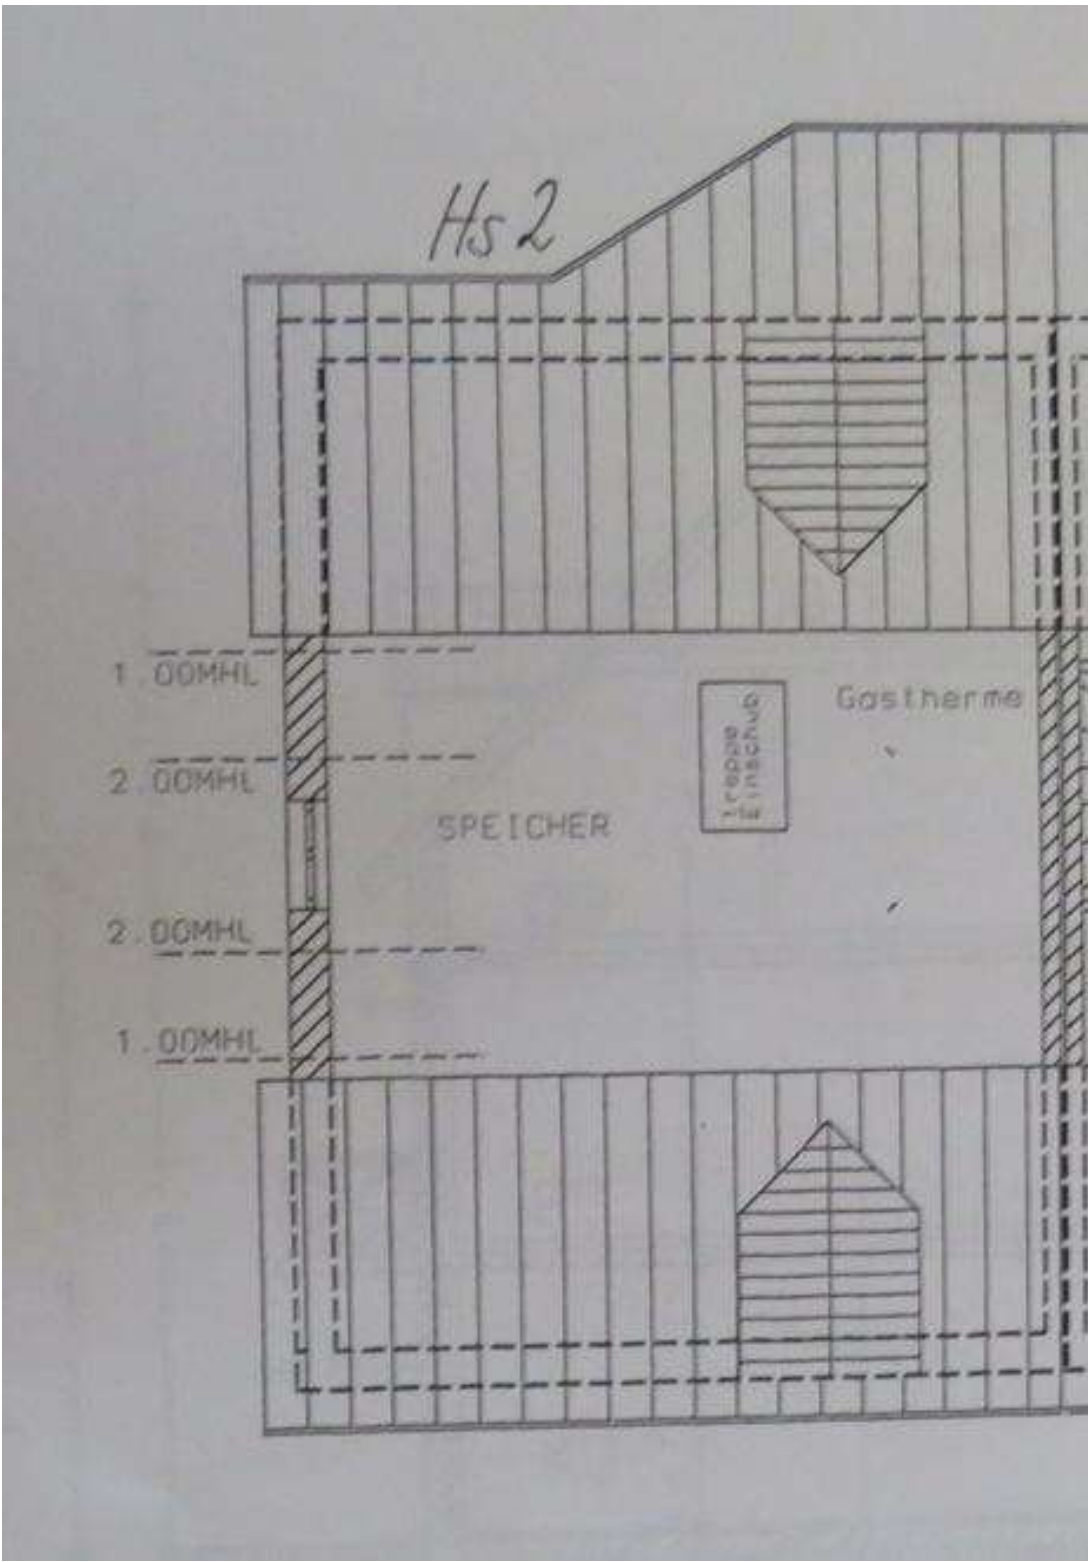 Hs 2
1.00MHL
Gastherme
Treppe
Einschub
2.00MHL
SPEICHER
2.00MHL
1.00MHL